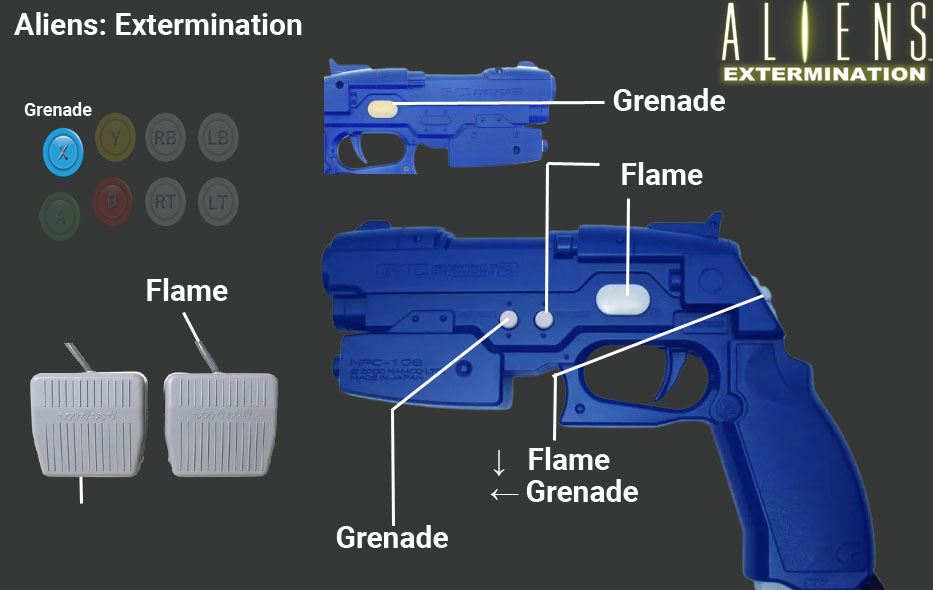 Aliens: Extermination
ALIENS
EXTERMINATION
Grenade
X Y RB LB
A B RT LT
Grenade
Flame
Flame
NPC-106
MADE IN JAPAN
↓ Flame
← Grenade
Grenade